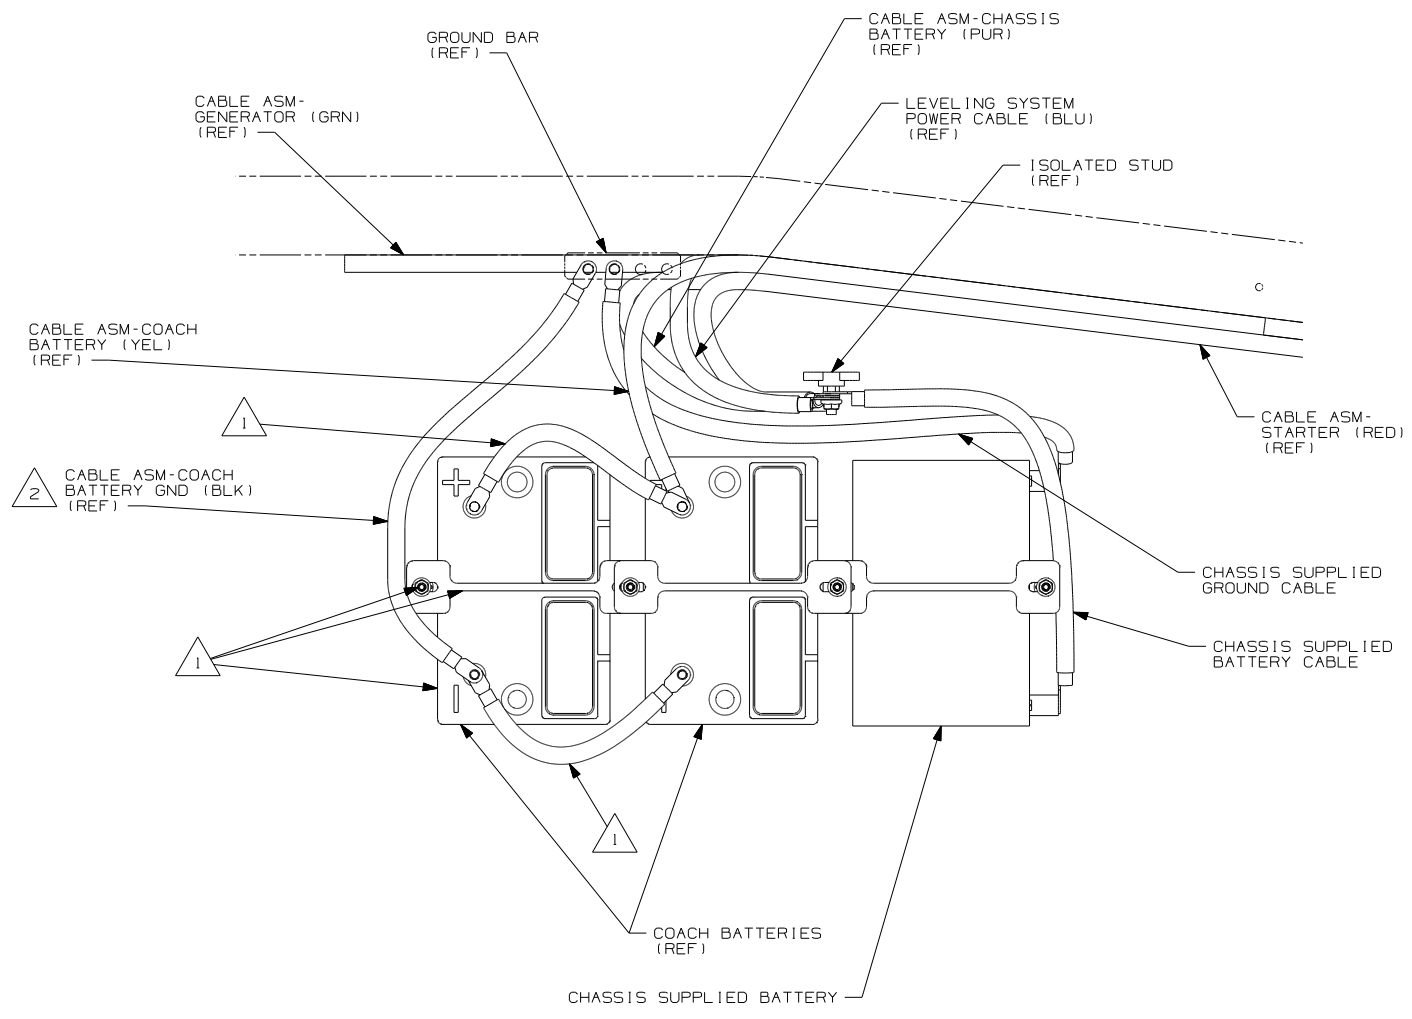 CABLE ASM-CHASSIS
BATTERY (PUR)
(REF)
GROUND BAR
(REF)
CABLE ASM-
GENERATOR (GRN)
(REF)
LEVELING SYSTEM
POWER CABLE (BLU)
(REF)
ISOLATED STUD
(REF)
CABLE ASM-COACH
BATTERY (YEL)
(REF)
1
CABLE ASM-
STARTER (RED)
(REF)
2
CABLE ASM-COACH
BATTERY GND (BLK)
(REF)
CHASSIS SUPPLIED
GROUND CABLE
1
CHASSIS SUPPLIED
BATTERY CABLE
1
COACH BATTERIES
(REF)
CHASSIS SUPPLIED BATTERY